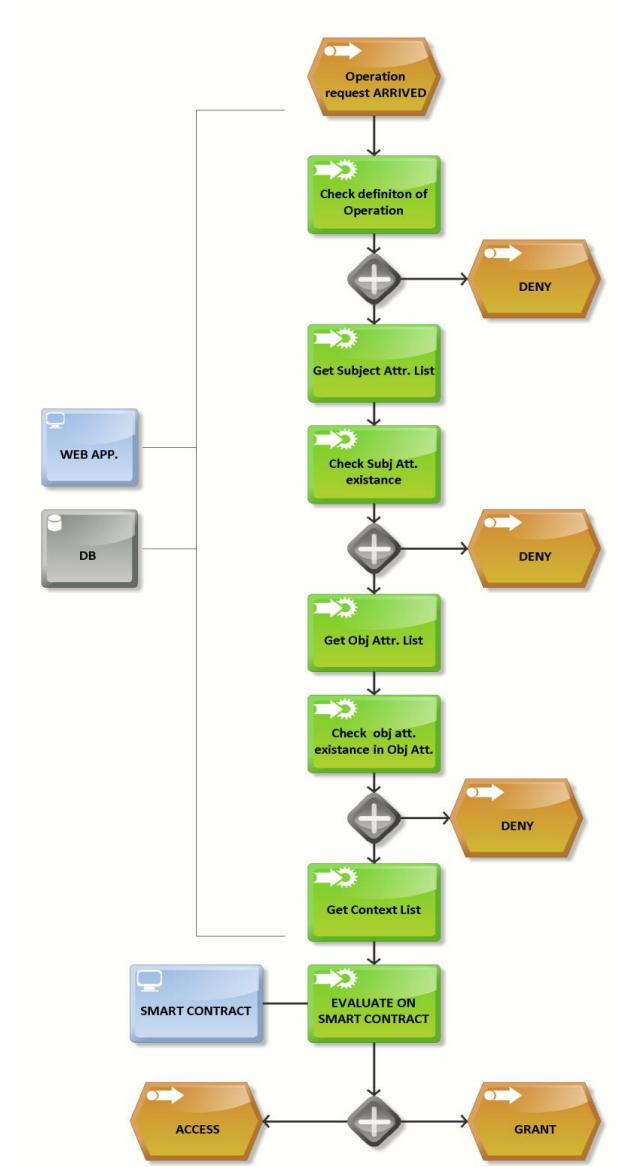 Operation
request ARRIVED
Check definiton of
Operation
DENY
Get Subject Attr. List
WEB APP.
Check Subj Att.
existance
DB
DENY
Get Obj Attr. List
Check obj att.
existance in Obj Att.
DENY
Get Context List
SMART CONTRACT
EVALUATE ON
SMART CONTRACT
ACCESS
GRANT